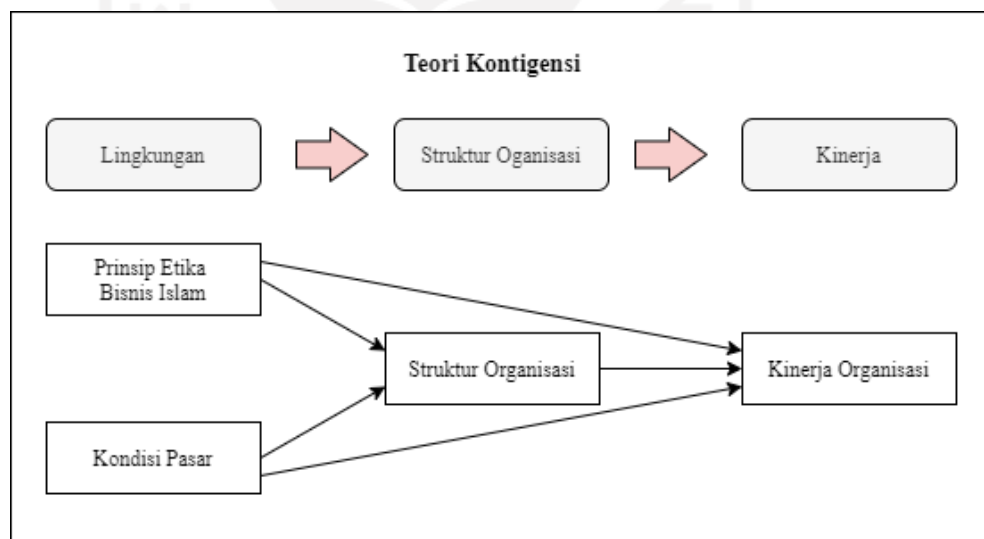 Teori Kontigensi
Lingkungan
Struktur Oganisasi
Kinerja
Prinsip Etika
Bisnis Islam
Struktur Organisasi
Kinerja Organisasi
Kondisi Pasar